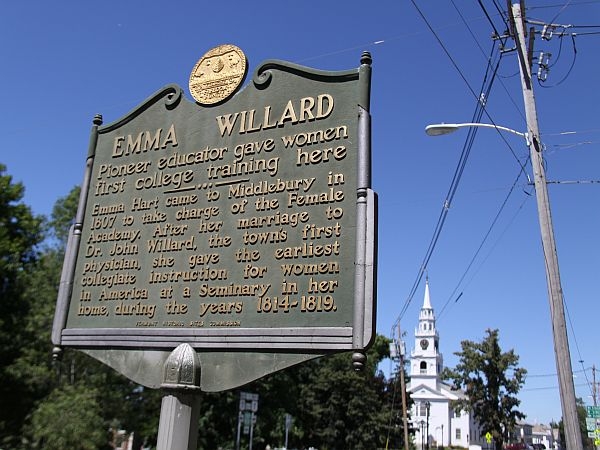 EMMA WILLARD
Pioneer educator gave women
first college training here
Emma Hart came to Middlebury in
1807 to take charge of the Female
Academy. After her marriage to
Dr. John Willard, the town's first
physician, she gave the earliest
collegiate instruction for women
in America at a Seminary in her
home, during the years 1814-1819.
VERMONT HISTORIC SITES COMMISSION